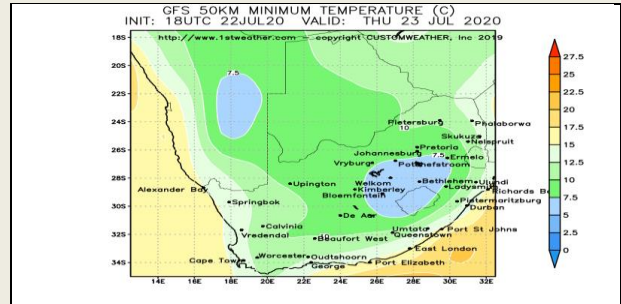 GFS 50KM MINIMUM TEMPERATURE (C)
INIT: 18UTC 22JUL20 VALID: THU 23 JUL 2020
http://www.1stweather.com — copyright CUSTOMWEATHER, Inc 2019
18S
20S
22S
24S
26S
28S
30S
32S
34S
7.5
10
Pietersburg
Phalaborwa
Skukuza
Nelspruit
Pretoria
Johannesburg
7.5
Ermelo
Vryburg
Potchefstroom
Welkom
Bethlehem
Ulundi
Kimberley
Ladysmith
Alexander Bay
Upington
Richards B
Bloemfontein
Springbok
Pietermaritzburg
Durban
De Aar
Calvinia
Umtata
Port St Johns
Vredendal
10
Beaufort West
Queenstown
East London
Worcester
Oudtshoorn
Cape Town
George
Port Elizabeth
14E
16E
18E
20E
22E
24E
26E
28E
30E
32E
27.5
25
22.5
20
17.5
15
12.5
10
7.5
5
2.5
0